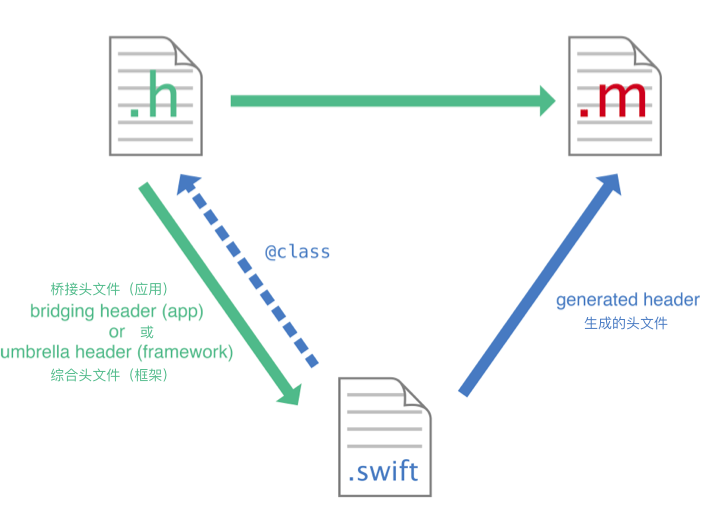 .h
.m
@class
桥接头文件（应用）
bridging header (app)
or 或
umbrella header (framework)
综合头文件（框架）
generated header
生成的头文件
.swift